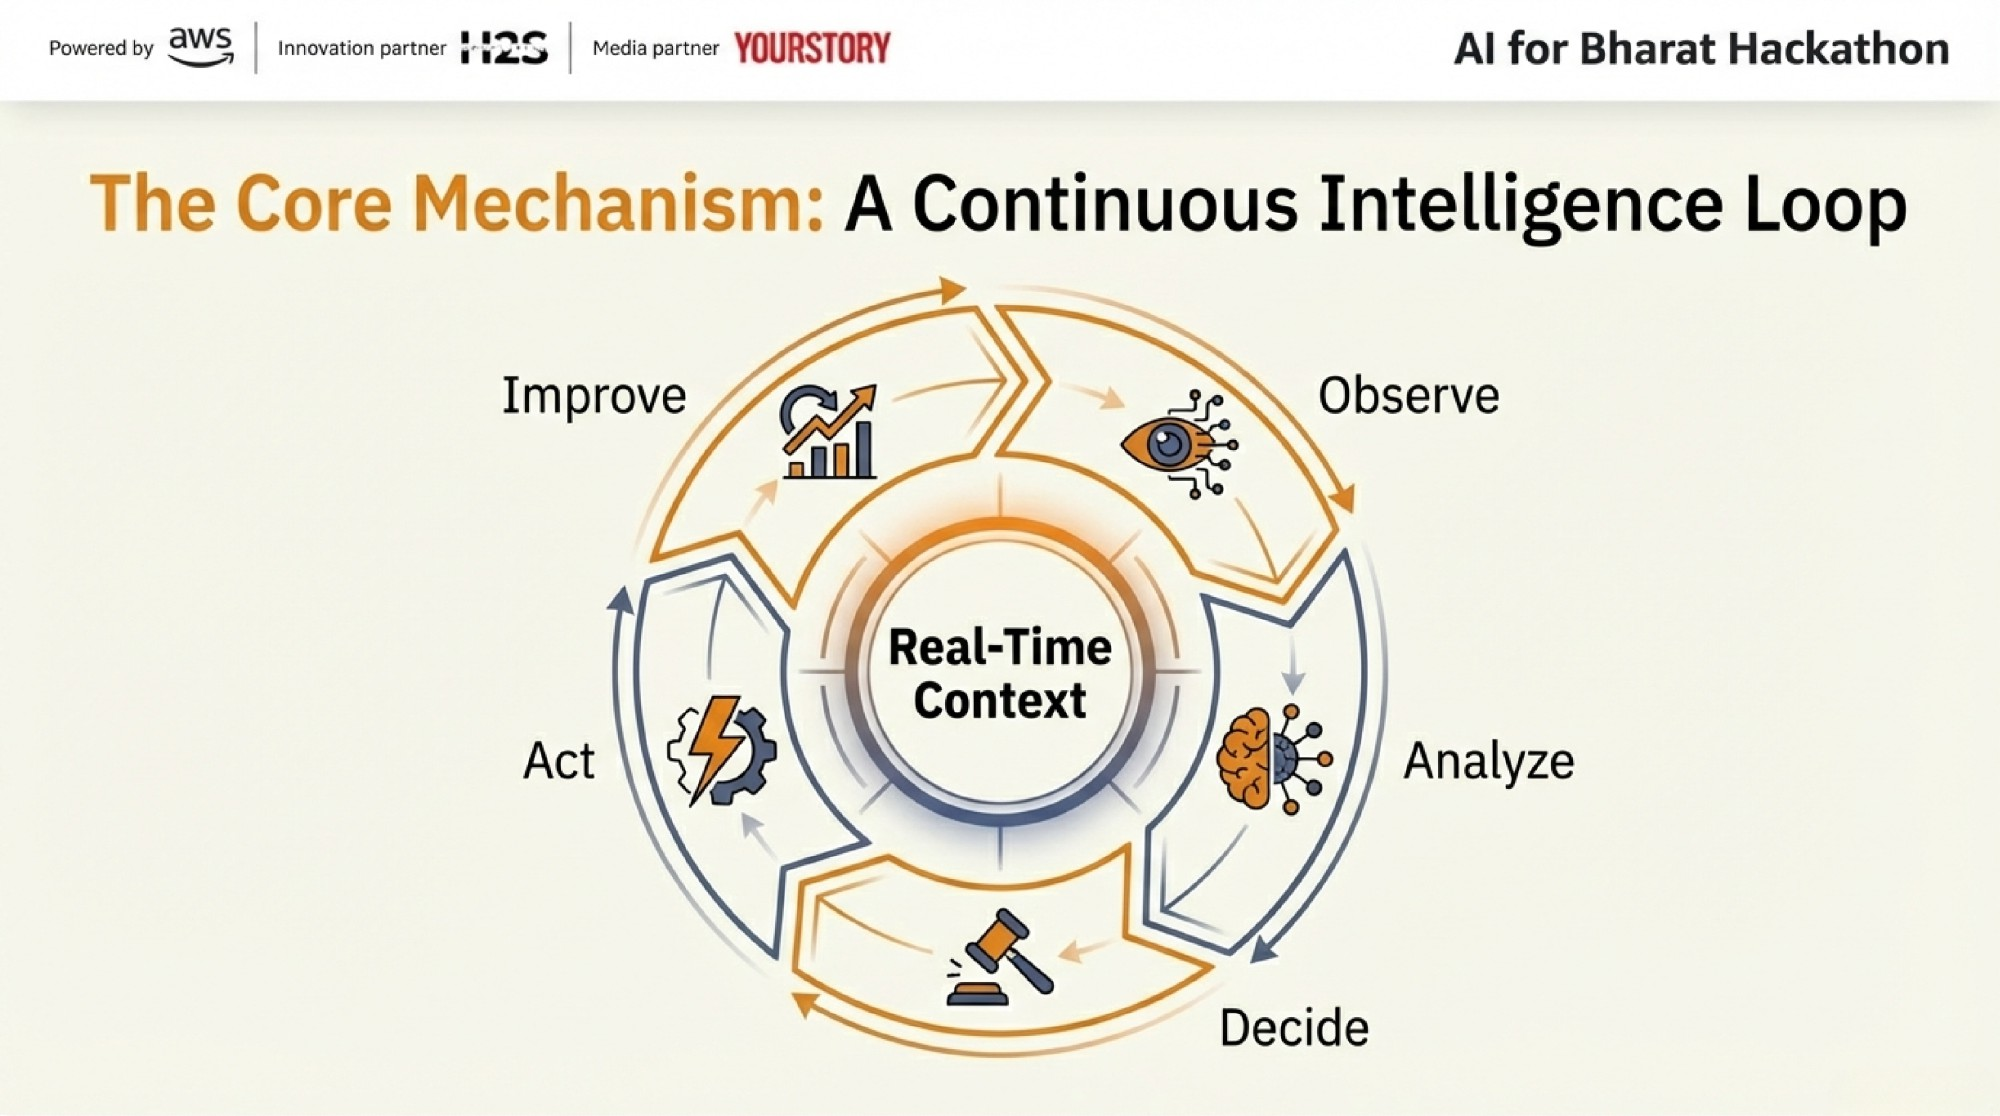 Powered by aws
Innovation partner H2S
Media partner YOURSTORY
AI for Bharat Hackathon
The Core Mechanism: A Continuous Intelligence Loop
Improve
Observe
Real-Time
Context
Act
Analyze
Decide